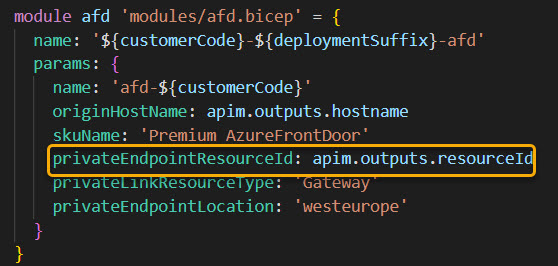 module afd 'modules/afd.bicep' = {
name: '${customerCode}-${deploymentSuffix}-afd'
params: {
name: 'afd-${customerCode}'
originHostName: apim.outputs.hostname
skuName: 'Premium_AzureFrontDoor'
privateEndpointResourceId: apim.outputs.resourceId
privateLinkResourceType: 'Gateway'
privateEndpointLocation: 'westeurope'
}
}